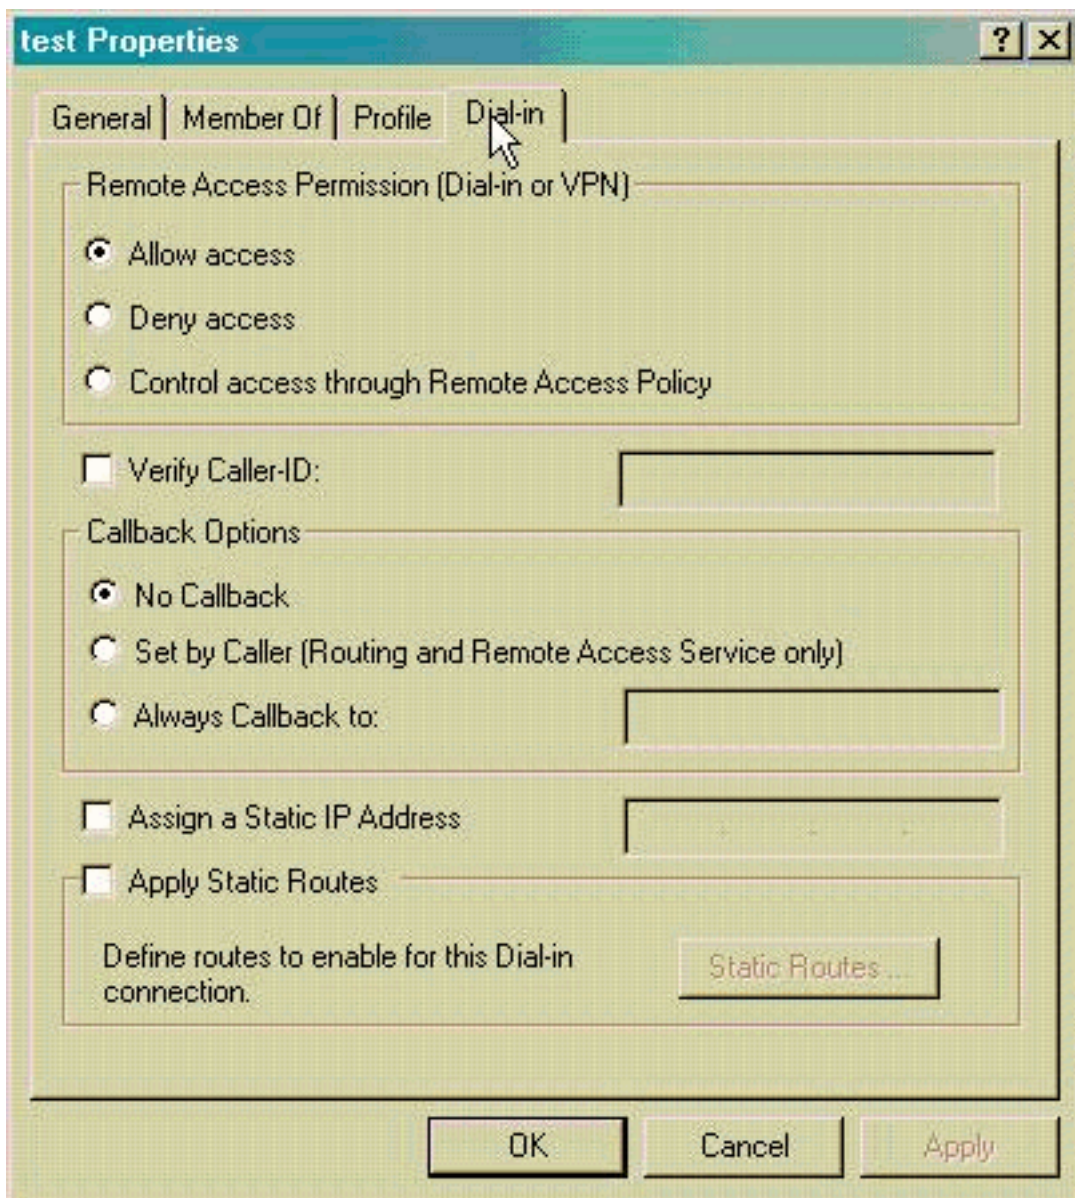 test Properties
General Member Of Profile Dial-in
Remote Access Permission (Dial-in or VPN)
Allow access
Deny access
Control access through Remote Access Policy
Verify Caller-ID:
Callback Options
No Callback
Set by Caller (Routing and Remote Access Service only)
Always Callback to:
Assign a Static IP Address
Apply Static Routes
Define routes to enable for this Dial-in
connection.
Static Routes ...
OK Cancel Apply